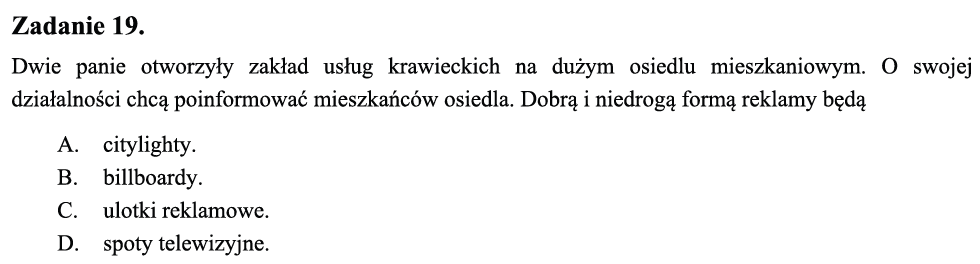 Zadanie 19.
Dwie panie otworzyły zakład usług krawieckich na dużym osiedlu mieszkaniowym. O swojej
działalności chcą poinformować mieszkańców osiedla. Dobrą i niedrogą formą reklamy będą
A. citylighty.
B. billboardy.
C. ulotki reklamowe.
D. spoty telewizyjne.